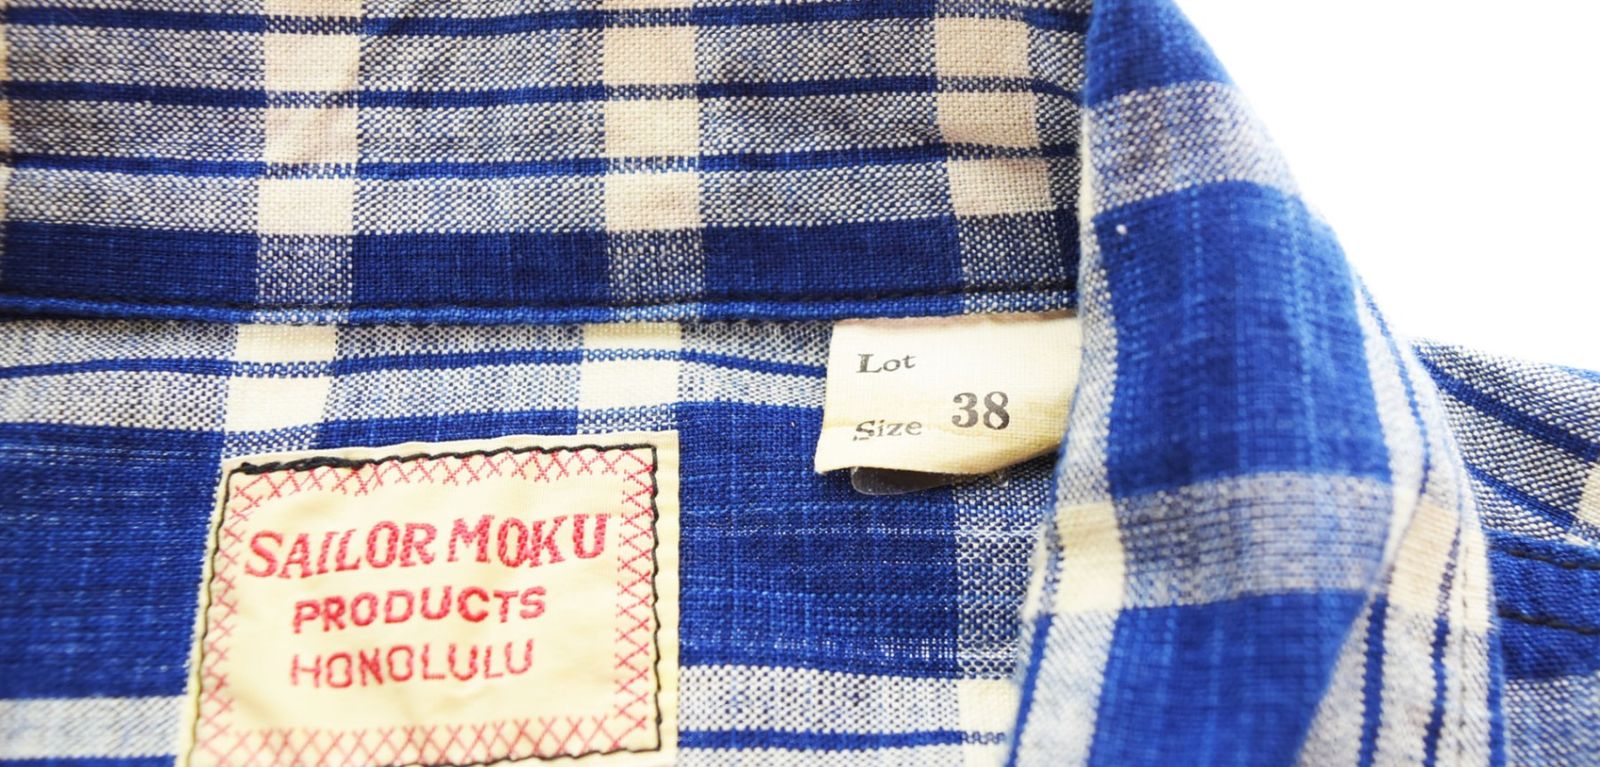 Lot
Size 38
SAILOR MOKU
PRODUCTS
HONOLULU